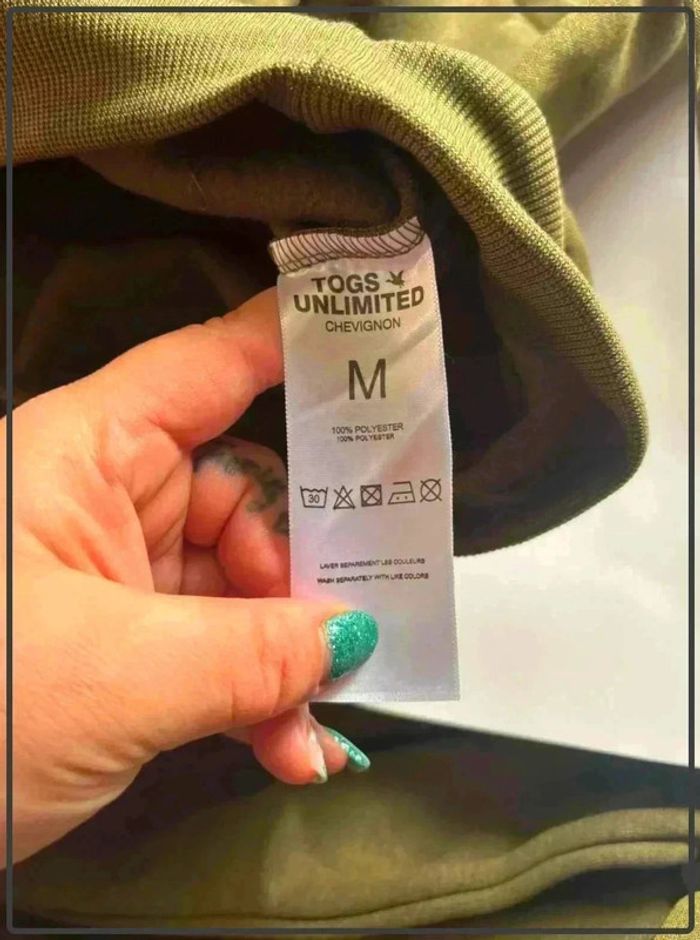 TOGS
UNLIMITED
CHEVIGNON
M
100% POLYESTER
100% POLYESTER
30
LAVER SEPAREMENT LES COULEURS
WASH SEPARATELY WITH LIKE COLORS